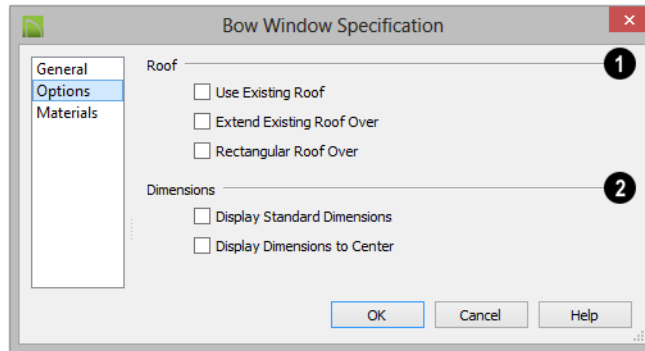 Bow Window Specification
×
General
Options
Materials
Roof
1
Use Existing Roof
Extend Existing Roof Over
Rectangular Roof Over
Dimensions
2
Display Standard Dimensions
Display Dimensions to Center
OK
Cancel
Help